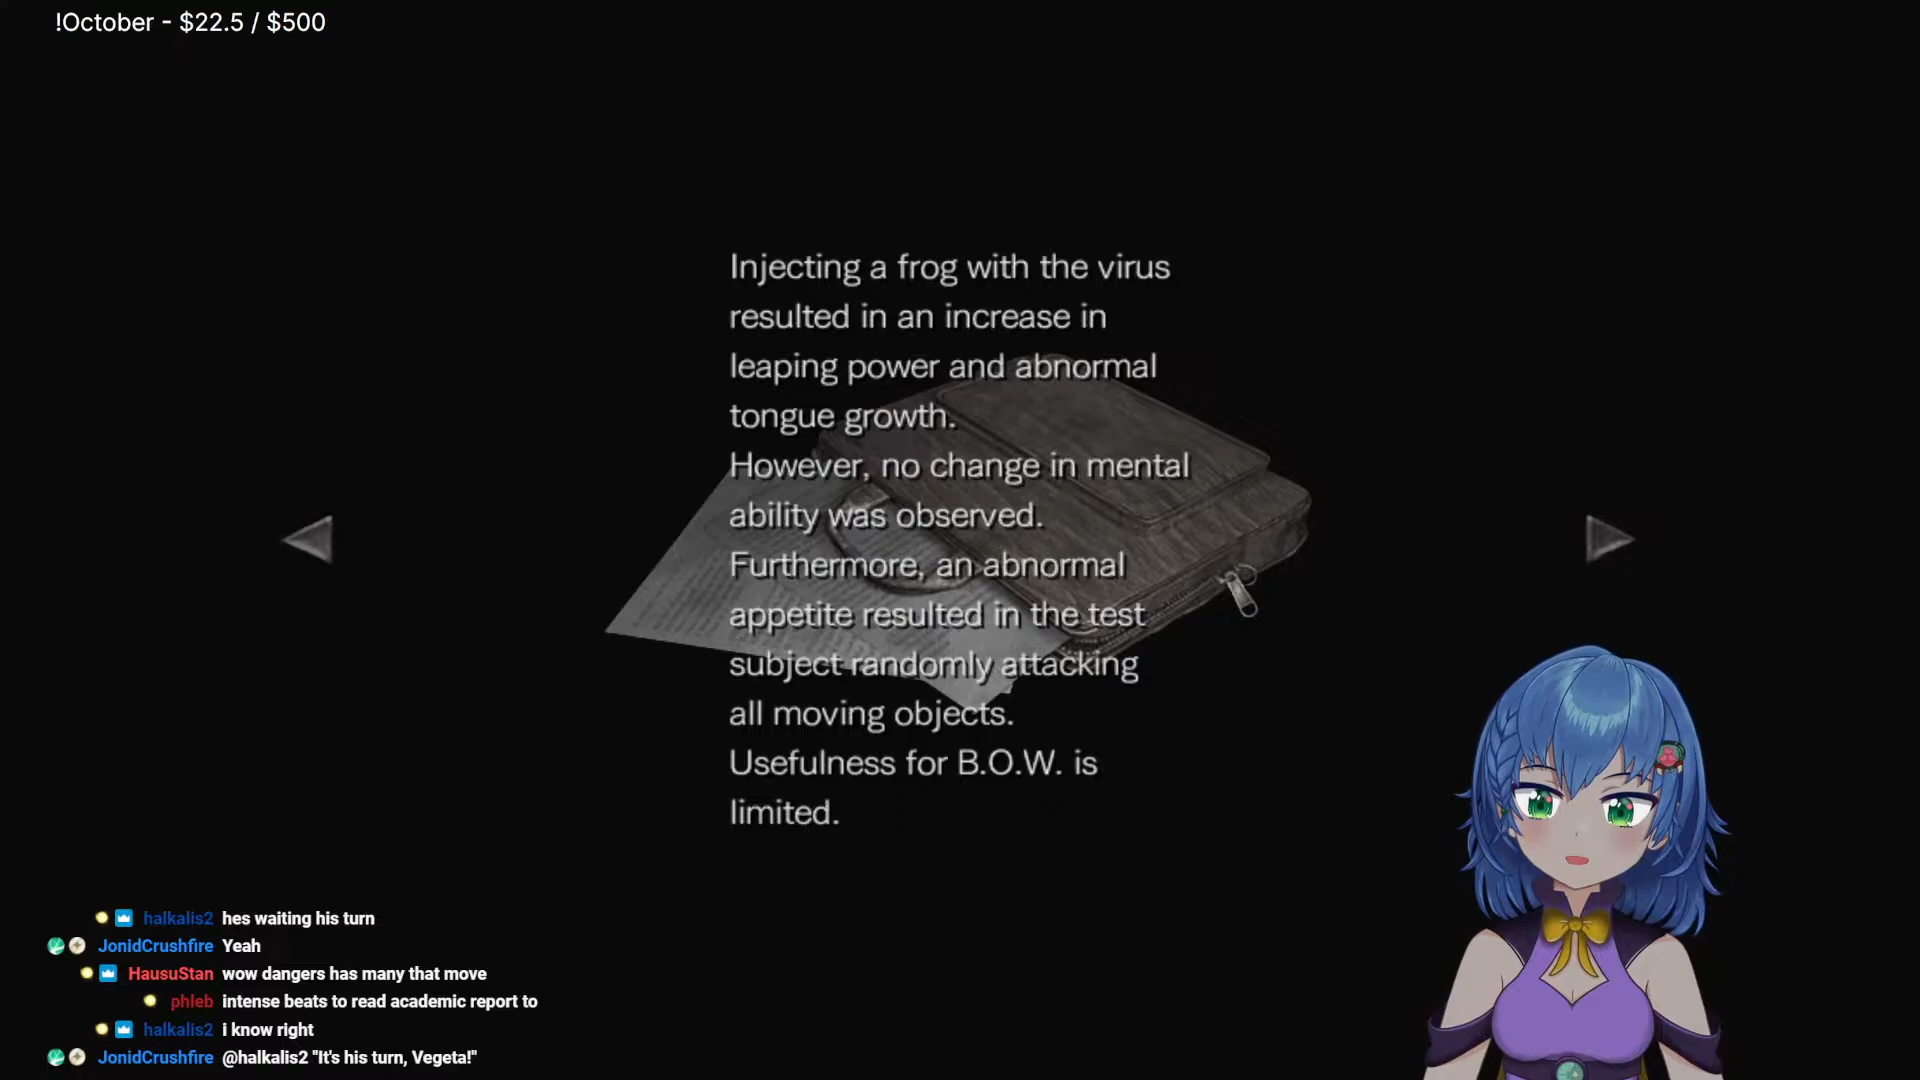 !October - $22.5 / $500
Injecting a frog with the virus
resulted in an increase in
leaping power and abnormal
tongue growth.
However, no change in mental
ability was observed.
Furthermore, an abnormal
appetite resulted in the test
subject randomly attacking
all moving objects.
Usefulness for B.O.W. is
limited.
halkalis2 hes waiting his turn
JonidCrushfire Yeah
HausuStan wow dangers has many that move
phleb intense beats to read academic report to
halkalis2 i know right
JonidCrushfire @halkalis2 "It's his turn, Vegeta!"